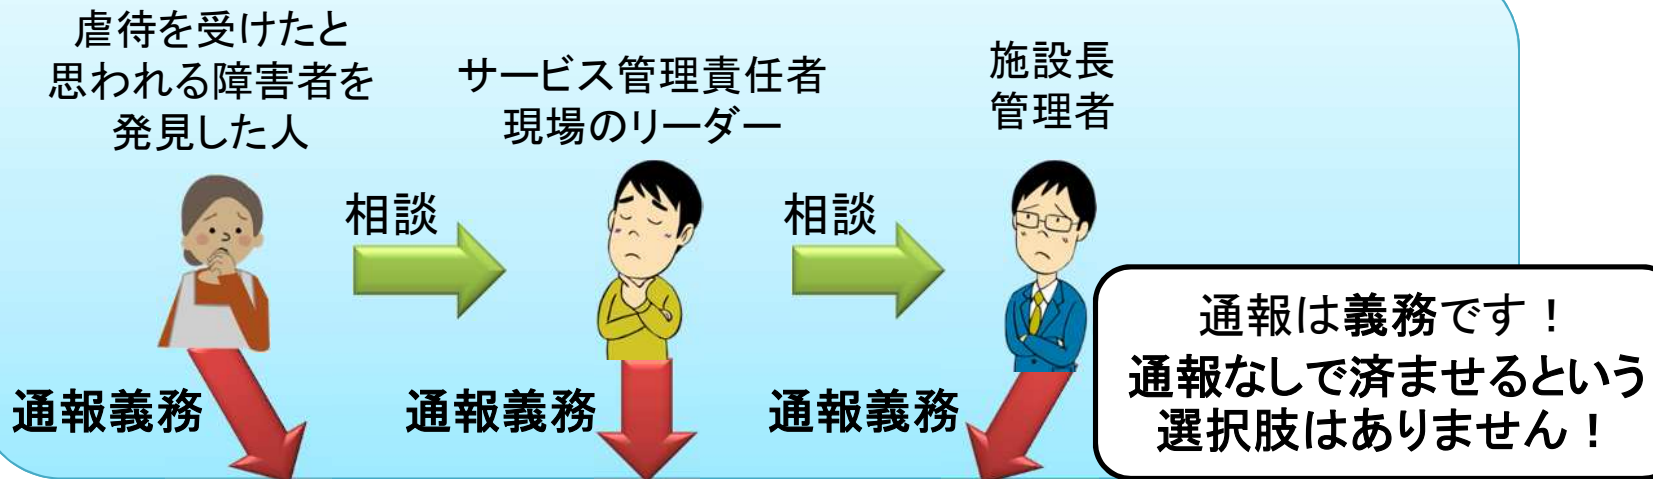 虐待を受けたと
思われる障害者を
発見した人
サービス管理責任者
現場のリーダー
施設長
管理者
相談
相談
通報義務
通報義務
通報義務
通報は義務です！
通報なしで済ませるという
選択肢はありません！